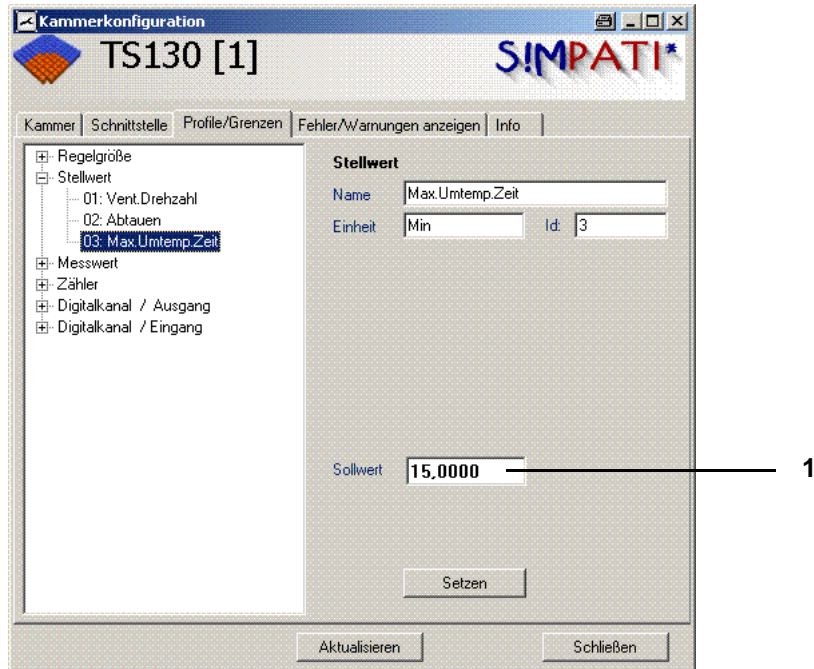 Kammerkonfiguration
TS130 [1]
S!MPATI*
Kammer
Schnittstelle
Profile/Grenzen
Fehler/Warnungen anzeigen
Info
Regelgröße
Stellwert
01: Vent.Drehzahl
02: Abtauen
03: Max.Umtemp.Zeit
Messwert
Zähler
Digitalkanal / Ausgang
Digitalkanal / Eingang
Stellwert
Name Max.Umtemp.Zeit
Einheit Min Id: 3
Sollwert 15,0000 1
Setzen
Aktualisieren
Schließen